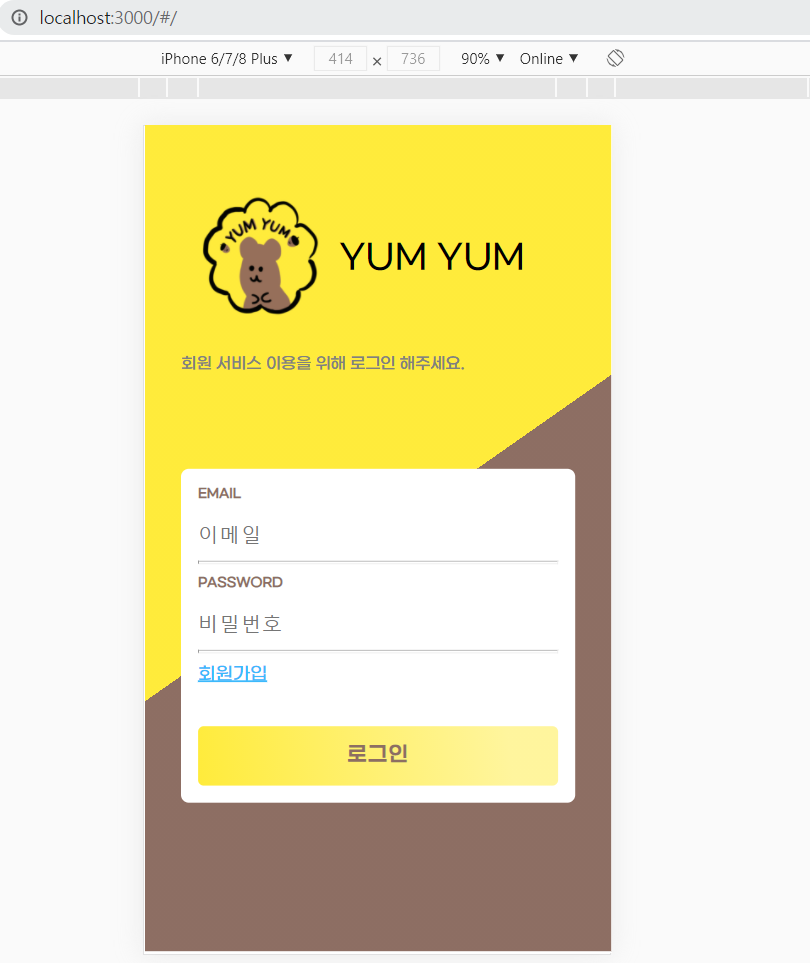 localhost:3000/#/
iPhone 6/7/8 Plus ▼ 414 × 736 90% ▼ Online ▼
YUM YUM
YUM YUM
회원 서비스 이용을 위해 로그인 해주세요.
EMAIL
이메일
PASSWORD
비밀번호
회원가입
로그인